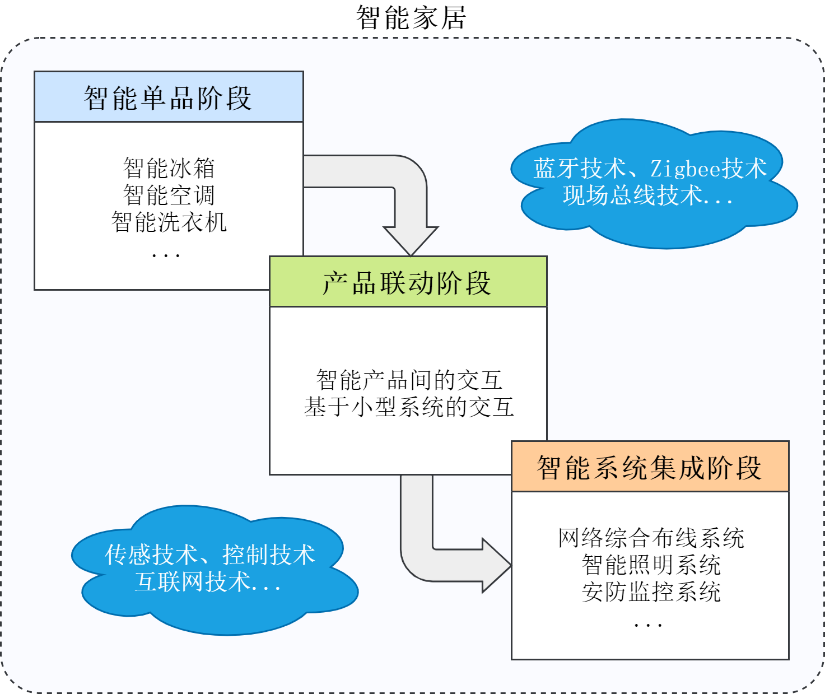 智能家居
智能单品阶段
智能冰箱
智能空调
智能洗衣机
...
蓝牙技术、Zigbee技术
现场总线技术...
产品联动阶段
智能产品间的交互
基于小型系统的交互
智能系统集成阶段
网络综合布线系统
智能照明系统
安防监控系统
...
传感技术、控制技术
互联网技术...